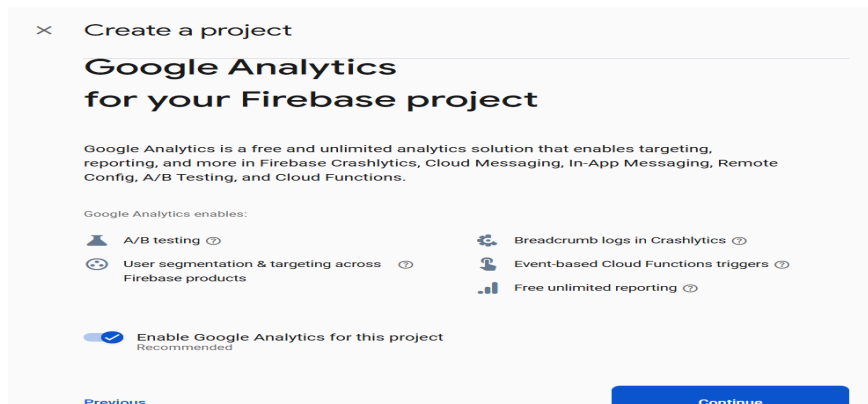 Create a project
Google Analytics
for your Firebase project
Google Analytics is a free and unlimited analytics solution that enables targeting,
reporting, and more in Firebase Crashlytics, Cloud Messaging, In-App Messaging, Remote
Config, A/B Testing, and Cloud Functions.
Google Analytics enables:
A/B testing
User segmentation & targeting across
Firebase products
Breadcrumb logs in Crashlytics
Event-based Cloud Functions triggers
Free unlimited reporting
Enable Google Analytics for this project
Recommended
Previous
Continue